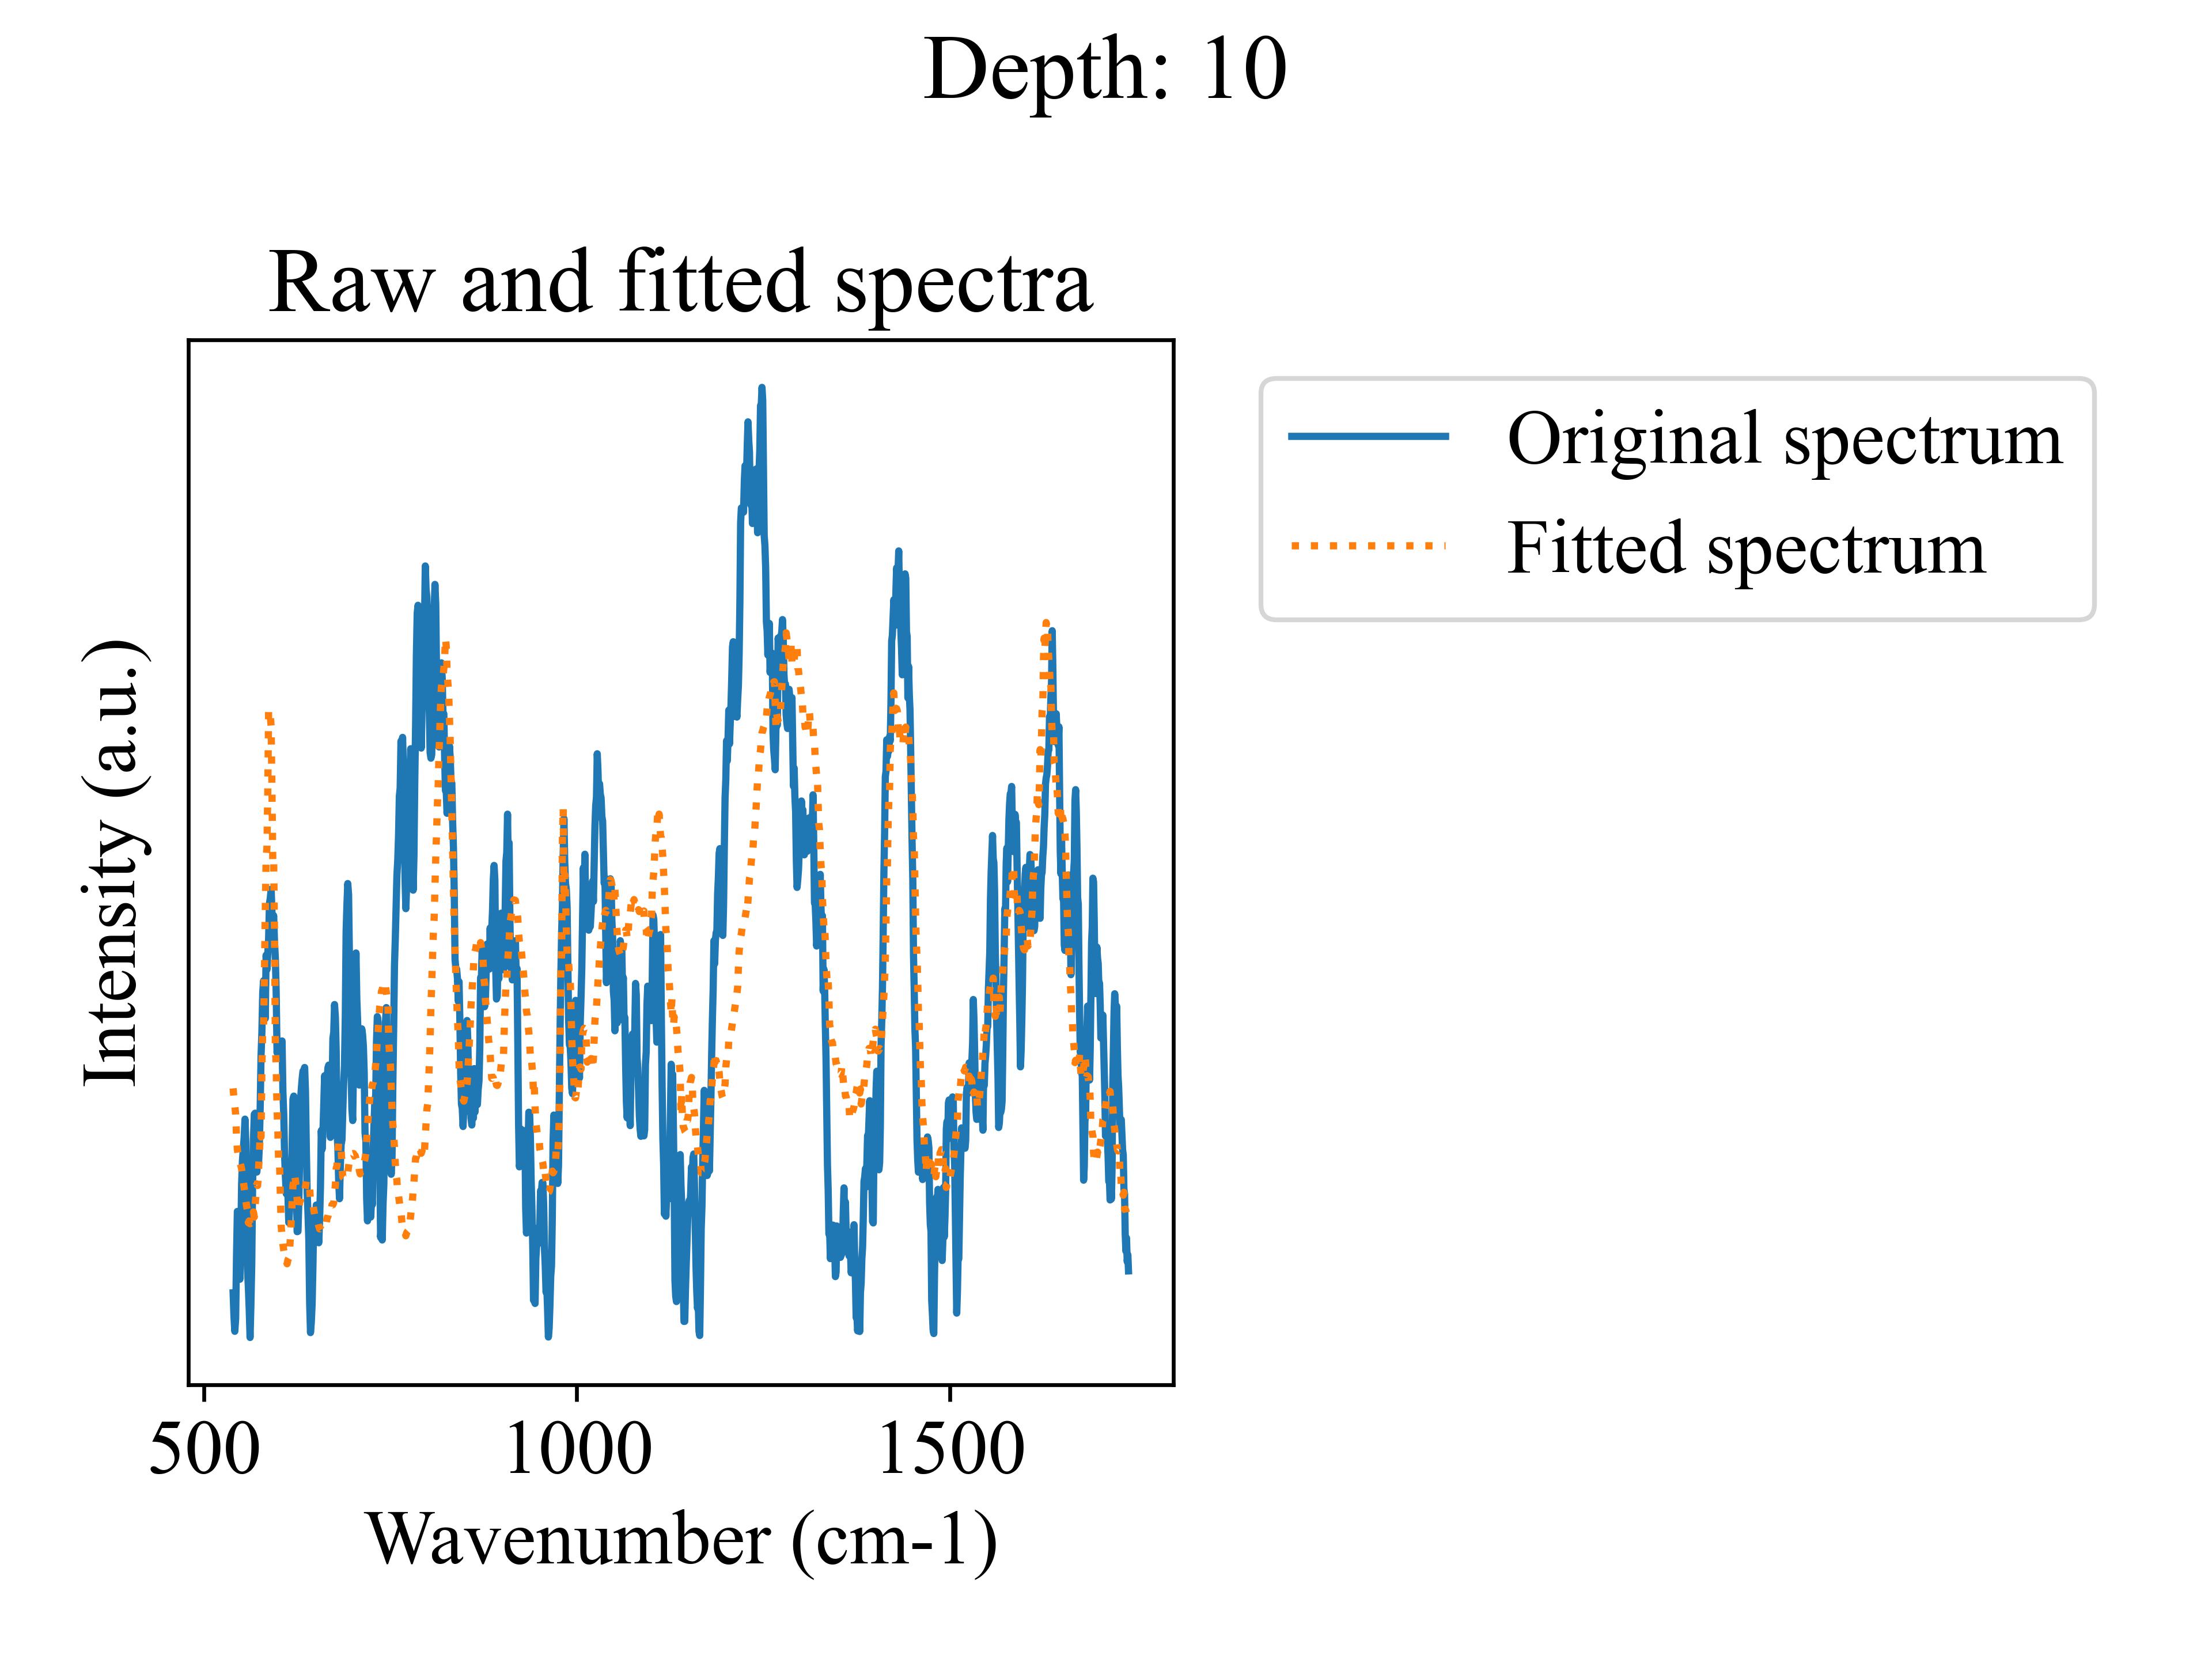 Depth: 10
Raw and fitted spectra
Original spectrum
Fitted spectrum
Intensity (a.u.)
500 1000 1500
Wavenumber (cm-1)